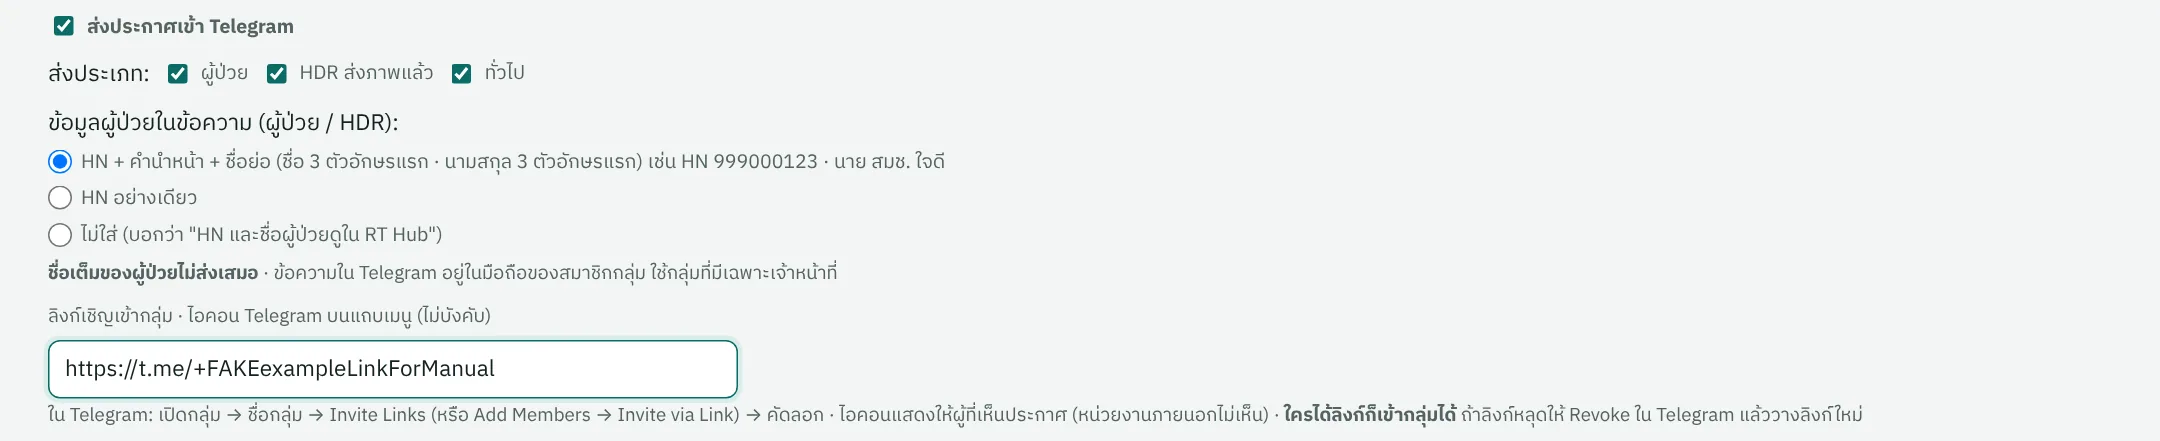 ส่งประกาศเข้า Telegram
ส่งประเภท: ผู้ป่วย HDR ส่งภาพแล้ว ทั่วไป
ข้อมูลผู้ป่วยในข้อความ (ผู้ป่วย / HDR):
HN + คำนำหน้า + ชื่อย่อ (ชื่อ 3 ตัวอักษรแรก · นามสกุล 3 ตัวอักษรแรก) เช่น HN 999000123 · นาย สมช. ใจดี
HN อย่างเดียว
ไม่ใส่ (บอกว่า "HN และชื่อผู้ป่วยดูใน RT Hub")
ชื่อเต็มของผู้ป่วยไม่ส่งเสมอ · ข้อความใน Telegram อยู่ในมือถือของสมาชิกกลุ่ม ใช้กลุ่มที่มีเฉพาะเจ้าหน้าที่
ลิงก์เชิญเข้ากลุ่ม · ไอคอน Telegram บนแถบเมนู (ไม่บังคับ)
https://t.me/+FAKEexampleLinkForManual
ใน Telegram: เปิดกลุ่ม → ชื่อกลุ่ม → Invite Links (หรือ Add Members → Invite via Link) → คัดลอก · ไอคอนแสดงให้ผู้ที่เห็นประกาศ (หน่วยงานภายนอกไม่เห็น) · ใครได้ลิงก์ก็เข้ากลุ่มได้ ถ้าลิงก์หลุดให้ Revoke ใน Telegram แล้ววางลิงก์ใหม่